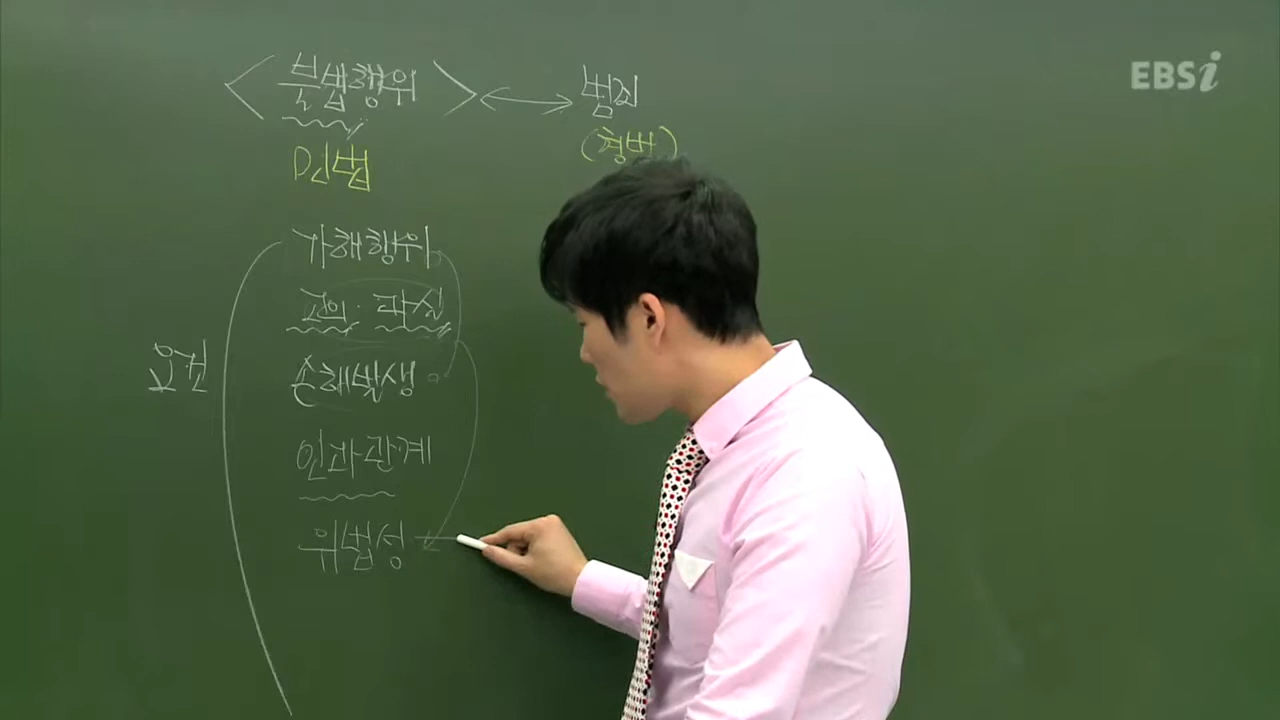 <불법행위> ↔ 범죄
민법 (형법)
가해행위
고의·과실
요건
손해발생
인과관계
위법성
EBSi